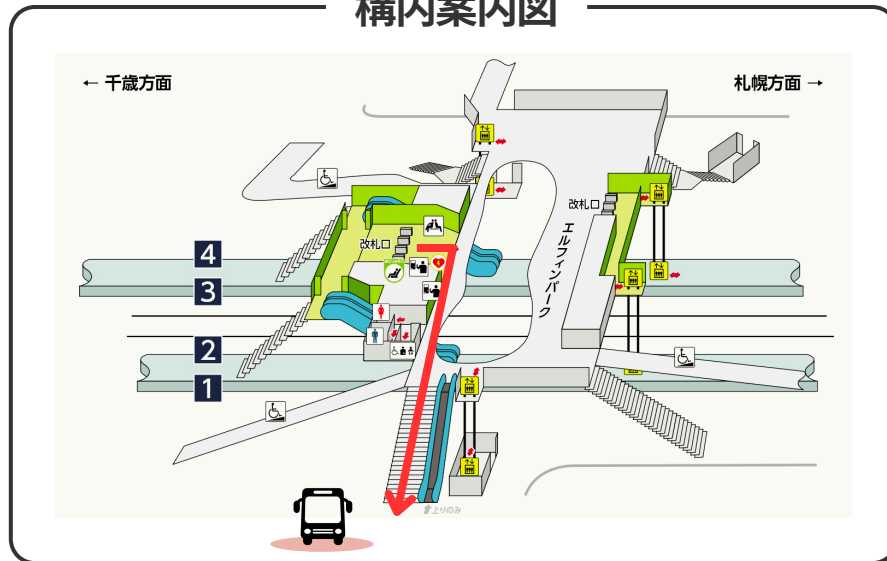 構内案内図
← 千歳方面
札幌方面 →
改札口
改札口
エルフィンパーク
4
3
2
1
上りのみ